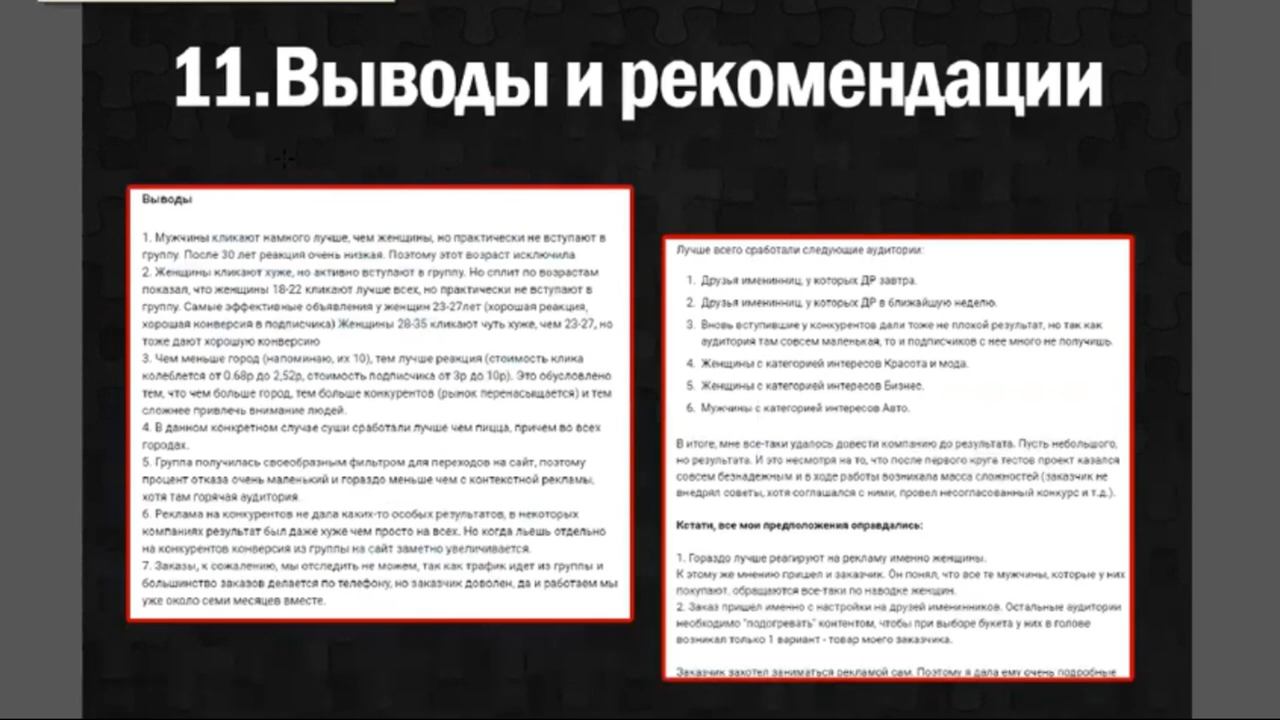 11.Выводы и рекомендации
Выводы
1. Мужчины кликают намного лучше, чем женщины, но практически не вступают в
группу. После 30 лет реакция очень низкая. Поэтому этот возраст исключила
2. Женщины кликают хуже, но активно вступают в группу. Но сплит по возрастам
показал, что женщины 18-22 кликают лучше всех, но практически не вступают в
группу. Самые эффективные объявления у женщин 23-27лет (хорошая реакция,
хорошая конверсия в подписчика) Женщины 28-35 кликают чуть хуже, чем 23-27, но
тоже дают хорошую конверсию
3. Чем меньше город (напоминаю, их 10), тем лучше реакция (стоимость клика
колеблется от 0.68р до 2,52р, стоимость подписчика от 3р до 10р). Это обусловлено
тем, что чем больше город, тем больше конкурентов (рынок перенасыщается) и тем
сложнее привлечь внимание людей.
4. В данном конкретном случае суши сработали лучше чем пицца, причем во всех
городах.
5. Группа получилась своеобразным фильтром для переходов на сайт, поэтому
процент отказа очень маленький и гораздо меньше чем с контекстной рекламы,
хотя там горячая аудитория.
6. Реклама на конкурентов не дала каких-то особых результатов, в некоторых
компаниях результат был даже хуже чем просто на всех. Но когда льёшь отдельно
на конкурентов конверсия из группы на сайт заметно увеличивается.
7. Заказы, к сожалению, мы отследить не можем, так как трафик идет из группы и
большинство заказов делается по телефону, но заказчик доволен, да и работаем мы
уже около семи месяцев вместе.
Лучше всего сработали следующие аудитории:
1. Друзья именинниц, у которых ДР завтра.
2. Друзья именинниц, у которых ДР в ближайшую неделю.
3. Вновь вступившие у конкурентов дали тоже не плохой результат, но так как
аудитория там совсем маленькая, то и подписчиков с нее много не получишь.
4. Женщины с категорией интересов Красота и мода.
5. Женщины с категорией интересов Бизнес.
6. Мужчины с категорией интересов Авто.
В итоге, мне все-таки удалось довести компанию до результата. Пусть небольшого,
но результата. И это несмотря на то, что после первого круга тестов проект казался
совсем безнадежным и в ходе работы возникала масса сложностей (заказчик не
внедрял советы, хотя соглашался с ними, провел несогласованный конкурс и т.д.).
Кстати, все мои предположения оправдались:
1. Гораздо лучше реагируют на рекламу именно женщины.
К этому же мнению пришел и заказчик. Он понял, что все те мужчины, которые у них
покупают, обращаются все-таки по наводке женщин.
2. Заказ пришел именно с настройки на друзей именинников. Остальные аудитории
необходимо "подогревать" контентом, чтобы при выборе букета у них в голове
возникал только 1 вариант - товар моего заказчика.
Заказчик захотел заниматься рекламой сам. Поэтому я дала ему очень подробные